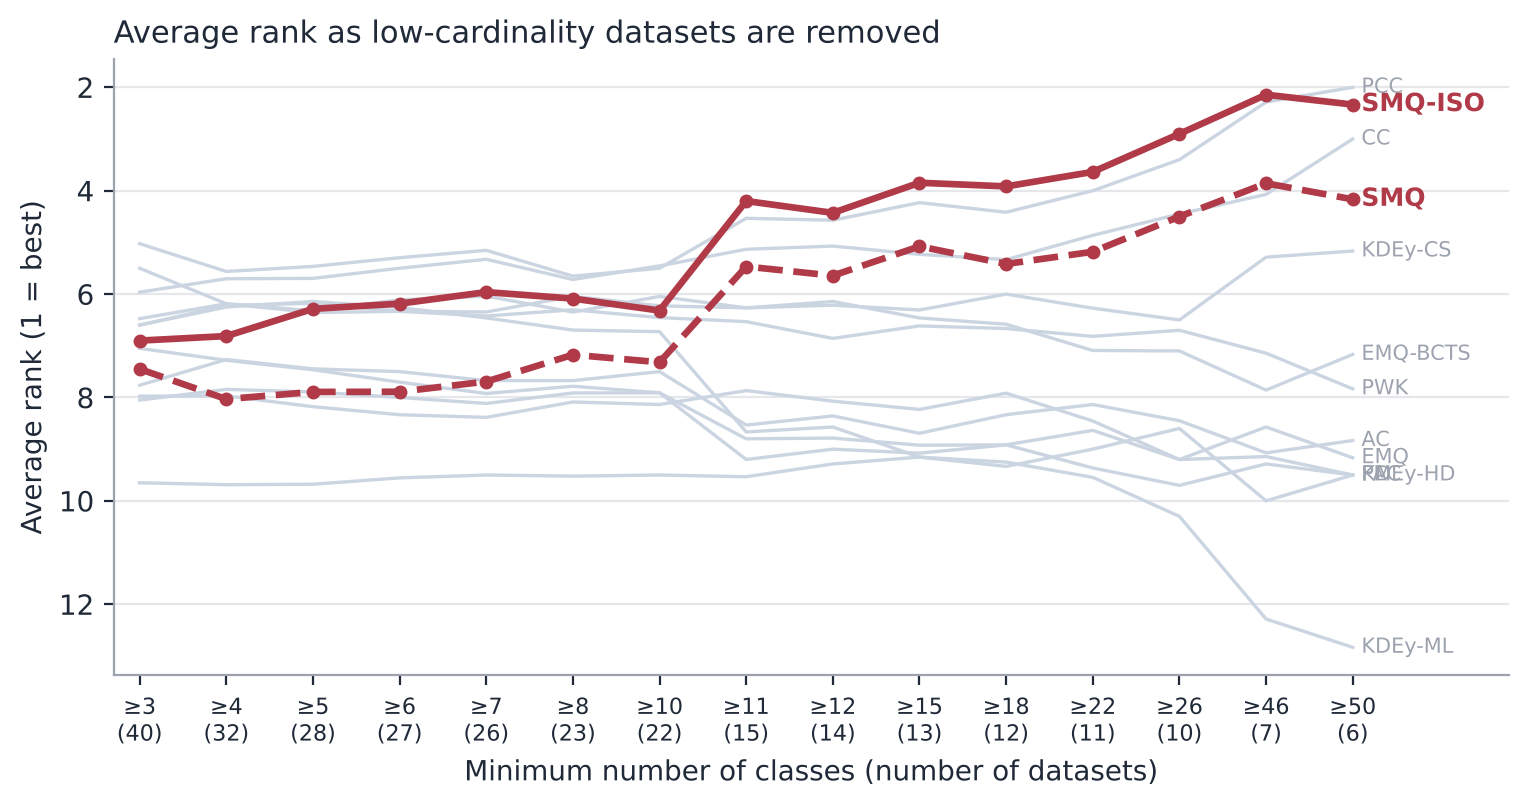 Average rank as low-cardinality datasets are removed
Average rank (1 = best)
2
4
6
8
10
12
PCC
SMQ-ISO
CC
SMQ
KDEy-CS
EMQ-BCTS
PWK
AC
EMQ
KDEy-HD
KDEy-ML
≥3 ≥4 ≥5 ≥6 ≥7 ≥8 ≥10 ≥11 ≥12 ≥15 ≥18 ≥22 ≥26 ≥46 ≥50
(40) (32) (28) (27) (26) (23) (22) (15) (14) (13) (12) (11) (10) (7) (6)
Minimum number of classes (number of datasets)